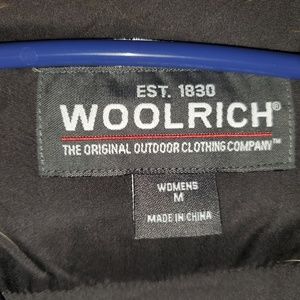 EST. 1830
WOOLRICH®
THE ORIGINAL OUTDOOR CLOTHING COMPANY™
WOMENS
M
MADE IN CHINA